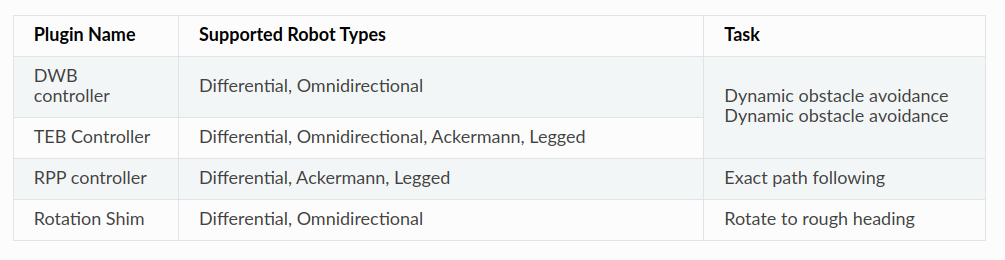 Plugin Name Supported Robot Types Task
DWB
controller
Differential, Omnidirectional
Dynamic obstacle avoidance
Dynamic obstacle avoidance
TEB Controller Differential, Omnidirectional, Ackermann, Legged
RPP controller Differential, Ackermann, Legged Exact path following
Rotation Shim Differential, Omnidirectional Rotate to rough heading